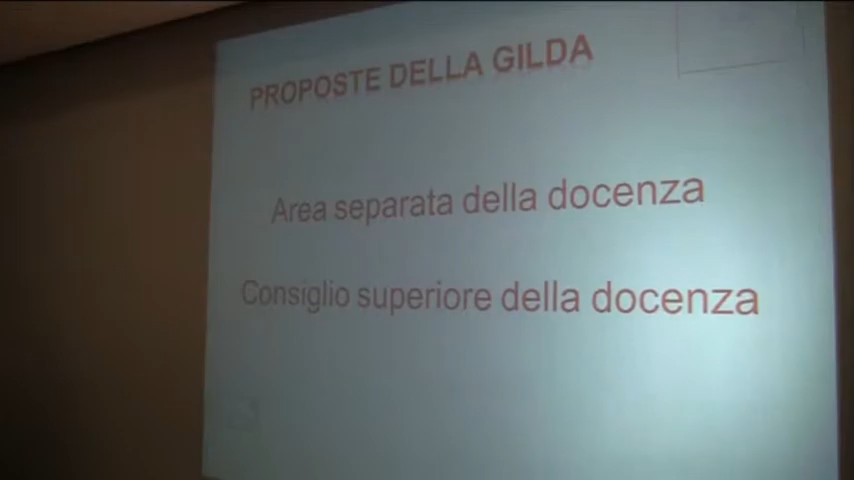 PROPOSTE DELLA GILDA
Area separata della docenza
Consiglio superiore della docenza